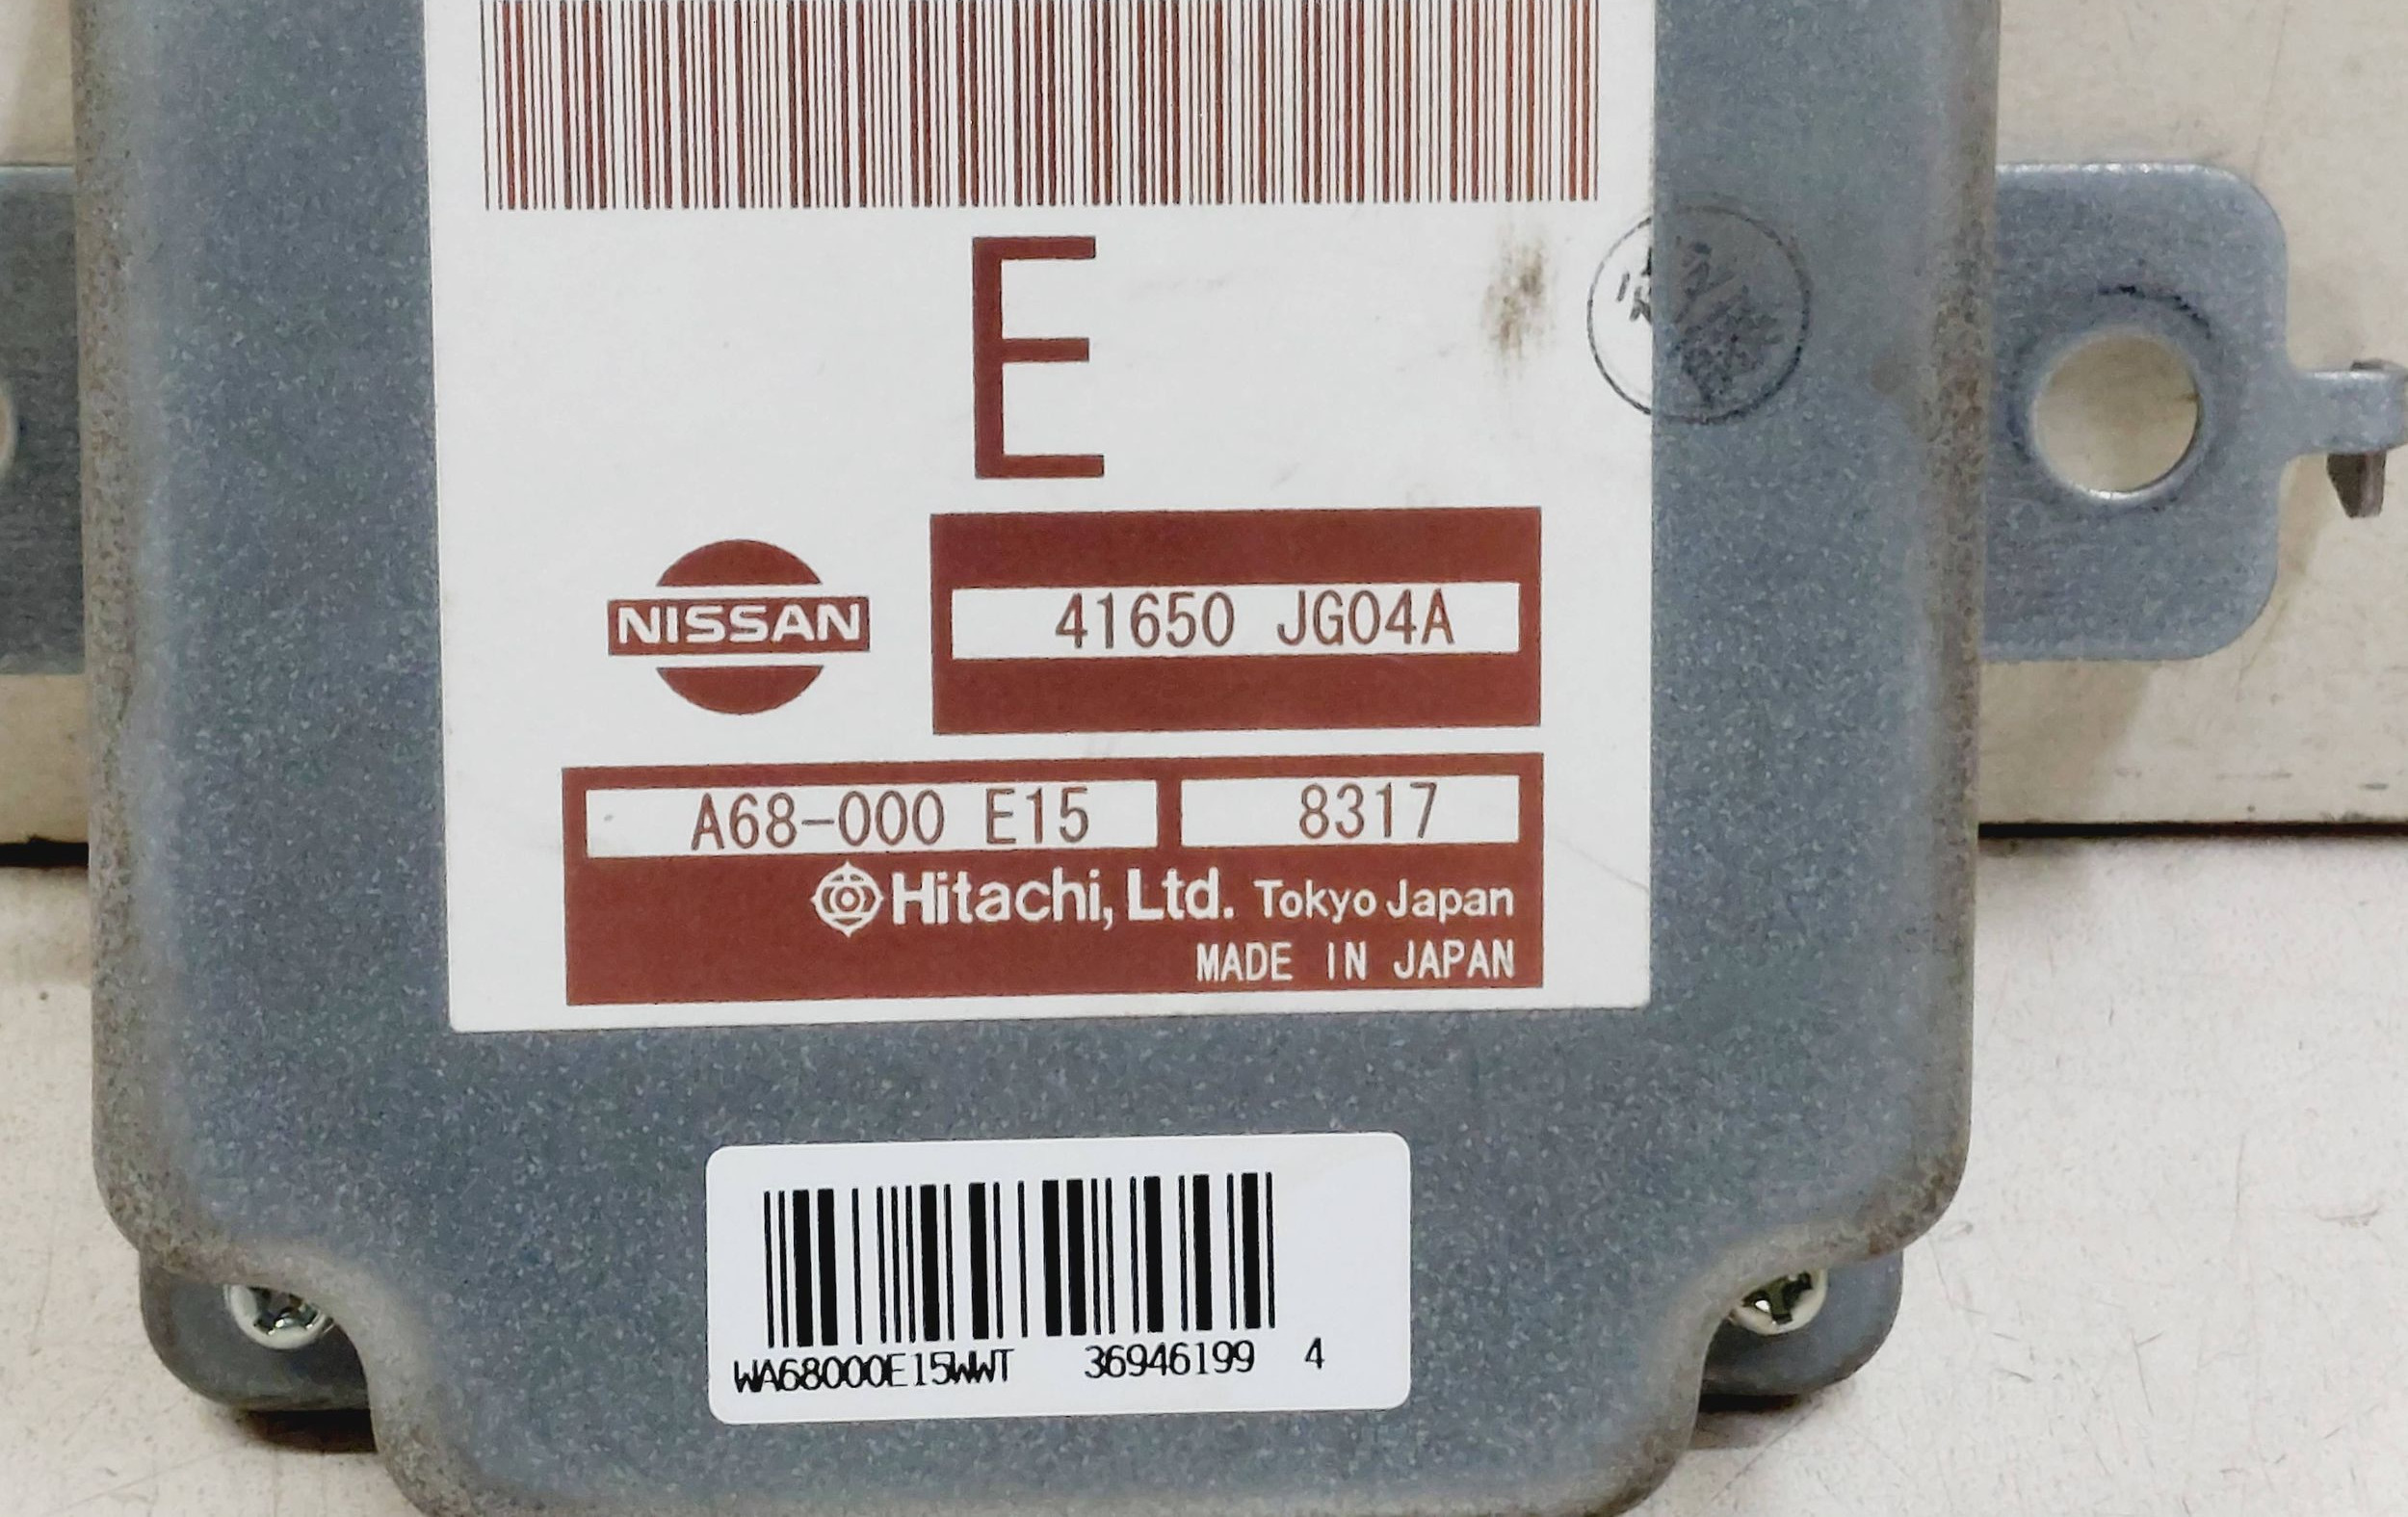 E
NISSAN
41650 JG04A
A68-000 E15
8317
Hitachi, Ltd. Tokyo Japan
MADE IN JAPAN
WA68000E15WWT 36946199 4